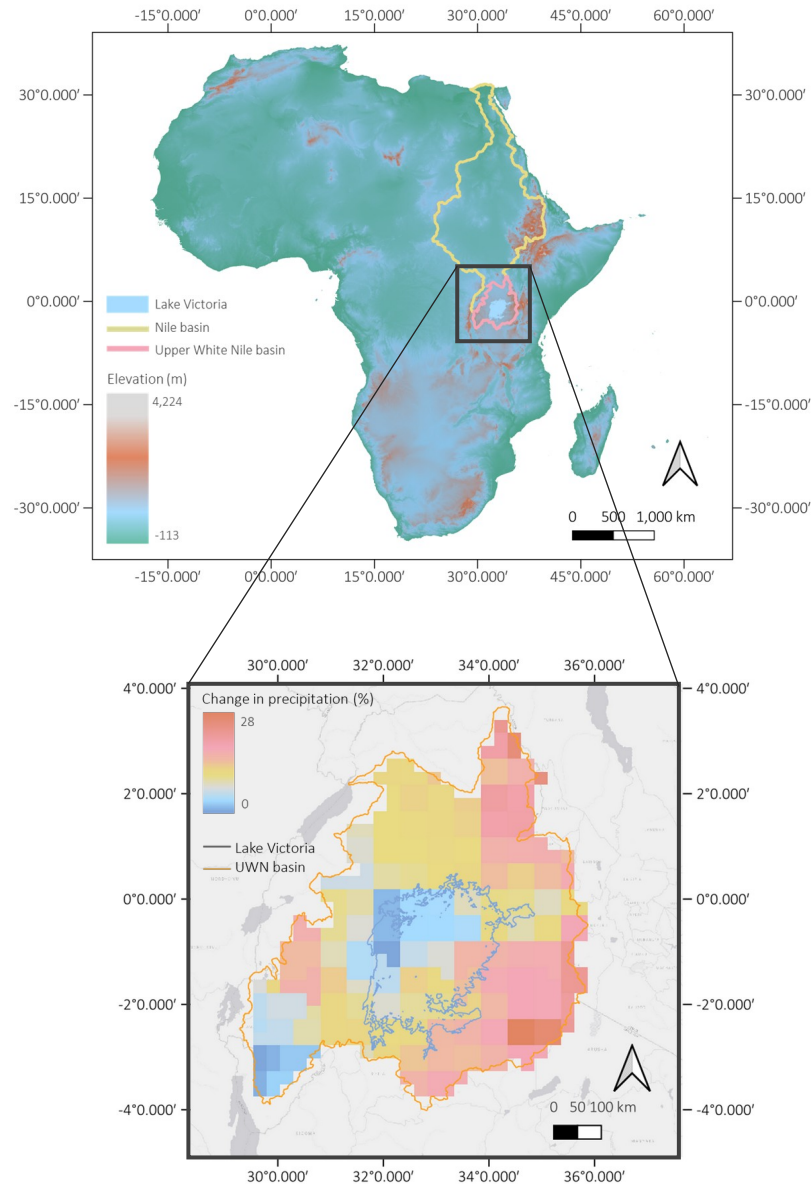 -15°0.000′ 0°0.000′ 15°0.000′ 30°0.000′ 45°0.000′ 60°0.000′
30°0.000′ 30°0.000′
15°0.000′ 15°0.000′
0°0.000′ 0°0.000′
Lake Victoria
Nile basin
Upper White Nile basin
Elevation (m)
4,224
-15°0.000′ -15°0.000′
-30°0.000′ -30°0.000′
0 500 1,000 km
-113
-15°0.000′ 0°0.000′ 15°0.000′ 30°0.000′ 45°0.000′ 60°0.000′
30°0.000′ 32°0.000′ 34°0.000′ 36°0.000′
4°0.000′ -4°0.000′
Change in precipitation (%)
28
2°0.000′ -2°0.000′
0
Lake Victoria
UWN basin
0°0.000′ 0°0.000′
-2°0.000′ -2°0.000′
0 50 100 km
-4°0.000′ -4°0.000′
30°0.000′ 32°0.000′ 34°0.000′ 36°0.000′